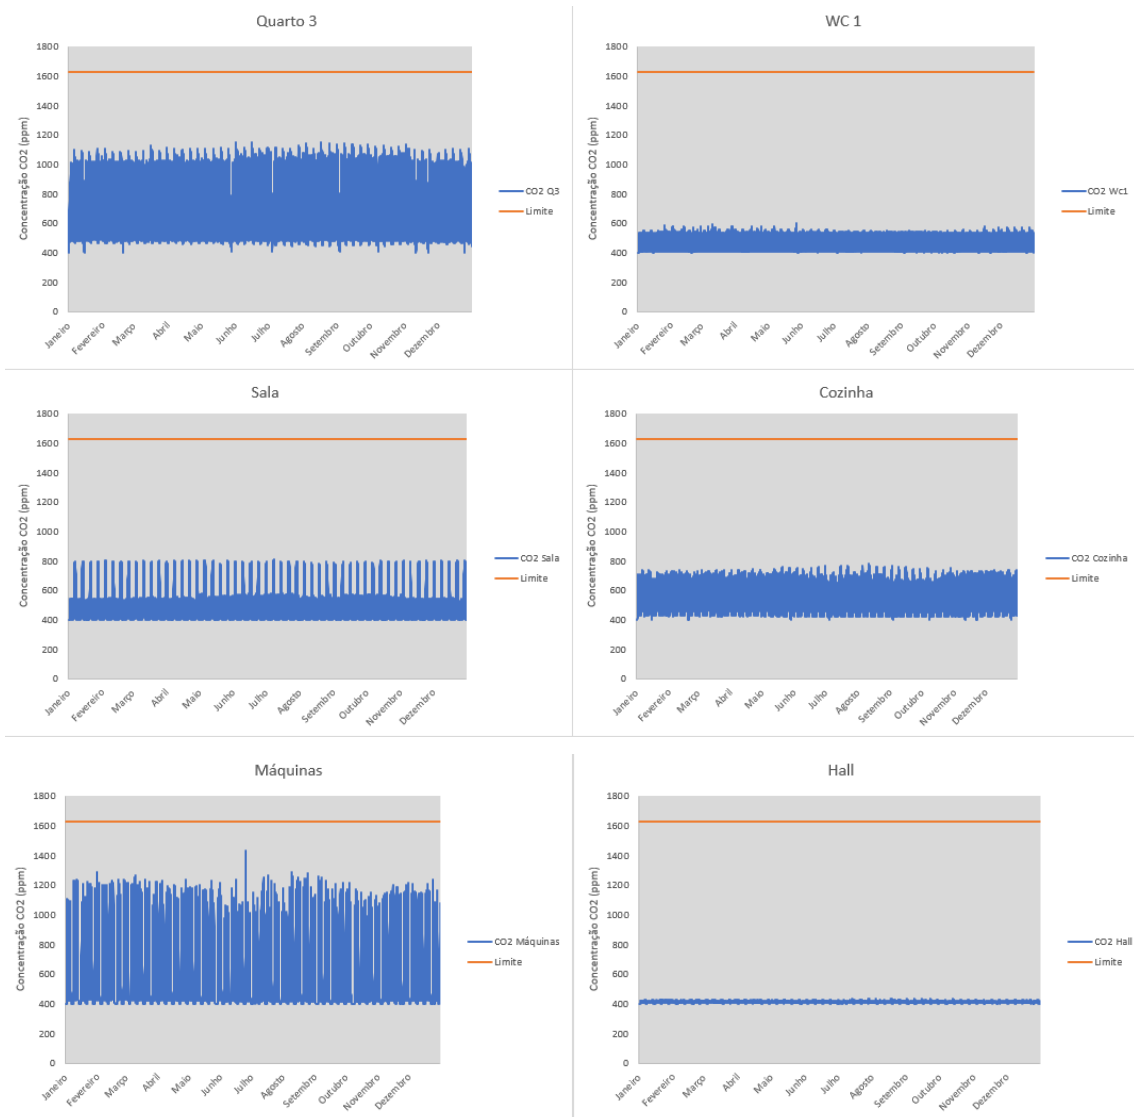 Quarto 3
Concentração CO2 (ppm)
1800
1600
1400
1200
1000
800
600
400
200
0
Janeiro
Fevereiro
Março
Abril
Maio
Junho
Julho
Agosto
Setembro
Outubro
Novembro
Dezembro
CO2 Q3
Limite
WC 1
Concentração CO2 (ppm)
1800
1600
1400
1200
1000
800
600
400
200
0
Janeiro
Fevereiro
Março
Abril
Maio
Junho
Julho
Agosto
Setembro
Outubro
Novembro
Dezembro
CO2 Wc1
Limite
Sala
Concentração CO2 (ppm)
1800
1600
1400
1200
1000
800
600
400
200
0
Janeiro
Fevereiro
Março
Abril
Maio
Junho
Julho
Agosto
Setembro
Outubro
Novembro
Dezembro
CO2 Sala
Limite
Cozinha
Concentração CO2 (ppm)
1800
1600
1400
1200
1000
800
600
400
200
0
Janeiro
Fevereiro
Março
Abril
Maio
Junho
Julho
Agosto
Setembro
Outubro
Novembro
Dezembro
CO2 Cozinha
Limite
Máquinas
Concentração CO2 (ppm)
1800
1600
1400
1200
1000
800
600
400
200
0
Janeiro
Fevereiro
Março
Abril
Maio
Junho
Julho
Agosto
Setembro
Outubro
Novembro
Dezembro
CO2 Máquinas
Limite
Hall
Concentração CO2 (ppm)
1800
1600
1400
1200
1000
800
600
400
200
0
Janeiro
Fevereiro
Março
Abril
Maio
Junho
Julho
Agosto
Setembro
Outubro
Novembro
Dezembro
CO2 Hall
Limite